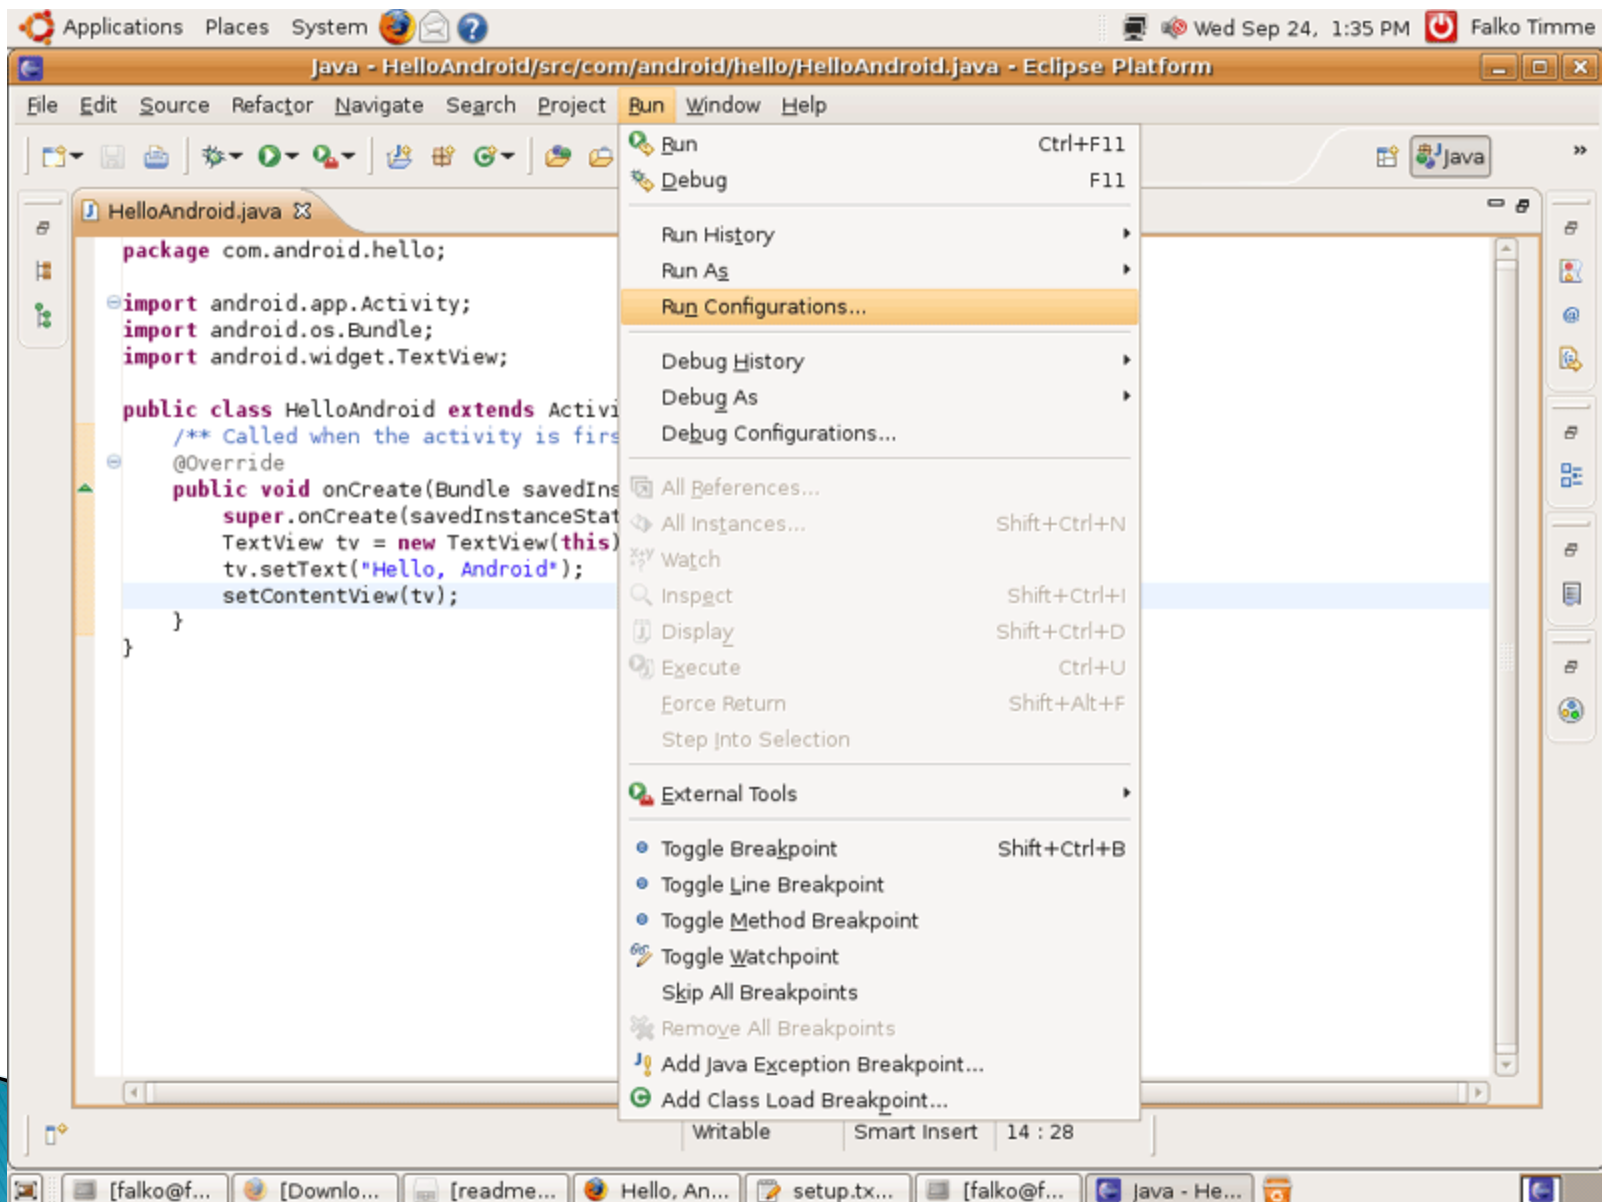 Applications Places System Wed Sep 24, 1:35 PM Falko Timme
Java - HelloAndroid/src/com/android/hello/HelloAndroid.java - Eclipse Platform
File Edit Source Refactor Navigate Search Project Run Window Help
Java »
HelloAndroid.java
package com.android.hello;
import android.app.Activity;
import android.os.Bundle;
import android.widget.TextView;
public class HelloAndroid extends Activi
/** Called when the activity is firs
@Override
public void onCreate(Bundle savedIns
super.onCreate(savedInstanceStat
TextView tv = new TextView(this)
tv.setText("Hello, Android");
setContentView(tv);
}
}
Run Ctrl+F11
Debug F11
Run History
Run As
Run Configurations...
Debug History
Debug As
Debug Configurations...
All References...
All Instances... Shift+Ctrl+N
Watch
Inspect Shift+Ctrl+I
Display Shift+Ctrl+D
Execute Ctrl+U
Force Return Shift+Alt+F
Step Into Selection
External Tools
Toggle Breakpoint Shift+Ctrl+B
Toggle Line Breakpoint
Toggle Method Breakpoint
Toggle Watchpoint
Skip All Breakpoints
Remove All Breakpoints
Add Java Exception Breakpoint...
Add Class Load Breakpoint...
Writable Smart Insert 14 : 28
[falko@f... [Downlo... [readme... Hello, An... setup.tx... [falko@f... Java - He...